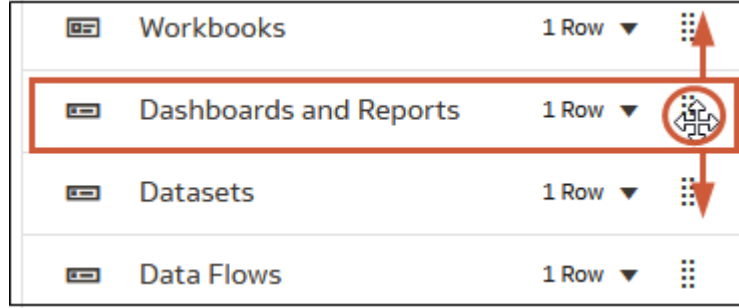 Workbooks 1 Row
Dashboards and Reports 1 Row
Datasets 1 Row
Data Flows 1 Row